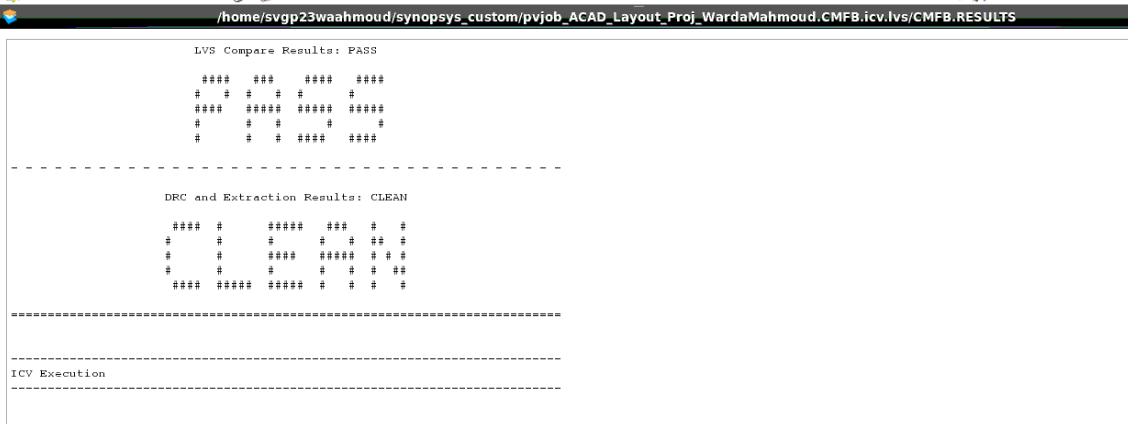 /home/svgp23waahmoud/synopsys_custom/pvjob_ACAD_Layout_Proj_WardaMahmoud.CMFB.icv.lvs/CMFB.RESULTS
LVS Compare Results: PASS
 ####   ###    ####   ####
#   #  #   #  #      #
####   #####  #####  #####
#      #   #      #      #
#      #   #  ####   ####
- - - - - - - - - - - - - - - - - - - - - - - - - - - - - - - - - - - - - -
DRC and Extraction Results: CLEAN
 ####  #      #####   ###   #   #
#      #      #      #   #  ##  #
#      #      ####   #####  # # #
#      #      #      #   #  #  ##
 ####  #####  #####  #   #  #   #
===========================================================================
---------------------------------------------------------------------------
ICV Execution
---------------------------------------------------------------------------